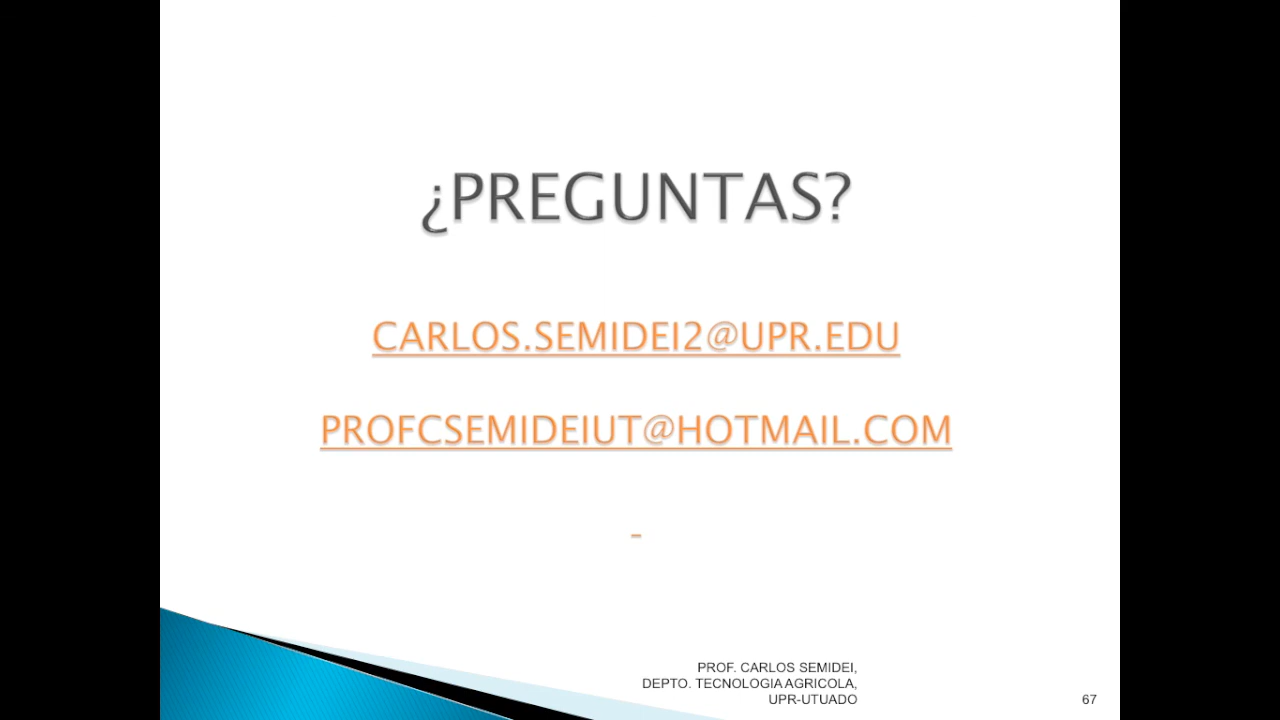 ¿PREGUNTAS?
CARLOS.SEMIDEI2@UPR.EDU
PROFCSEMIDEIUT@HOTMAIL.COM
PROF. CARLOS SEMIDEI,
DEPTO. TECNOLOGIA AGRICOLA,
UPR-UTUADO
67